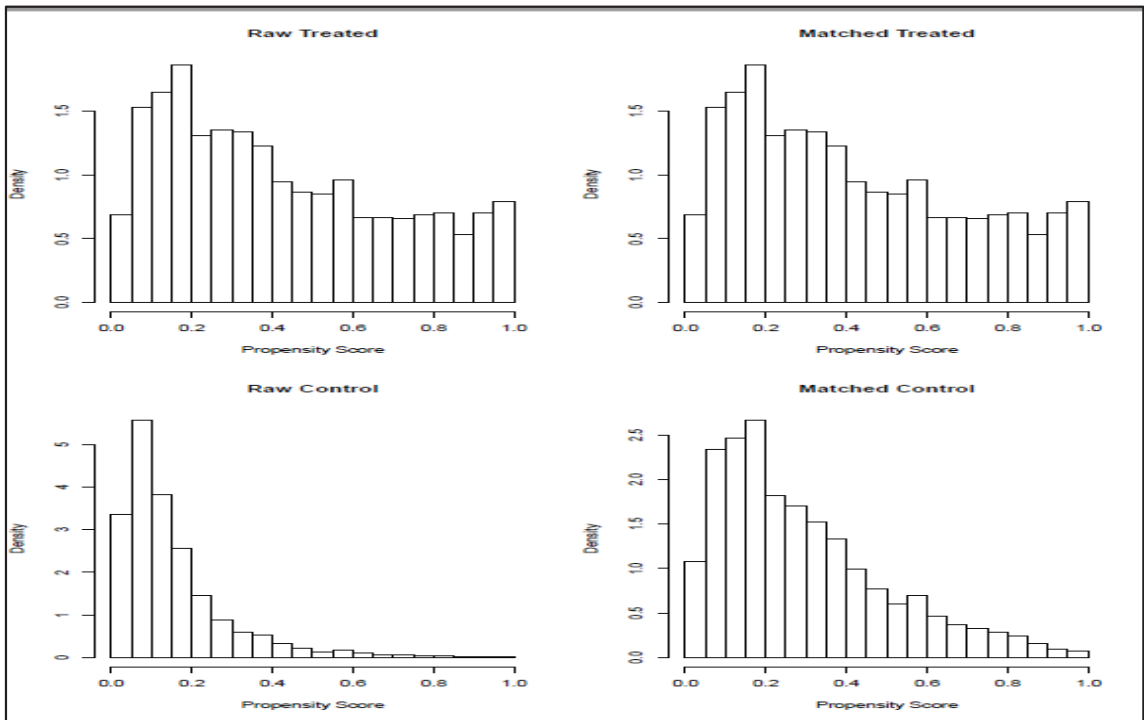 Raw Treated
Density
0.0 0.5 1.0 1.5
0.0 0.2 0.4 0.6 0.8 1.0
Propensity Score
Matched Treated
Density
0.0 0.5 1.0 1.5
0.0 0.2 0.4 0.6 0.8 1.0
Propensity Score
Raw Control
Density
0 1 2 3 4 5
0.0 0.2 0.4 0.6 0.8 1.0
Propensity Score
Matched Control
Density
0.0 0.5 1.0 1.5 2.0 2.5
0.0 0.2 0.4 0.6 0.8 1.0
Propensity Score